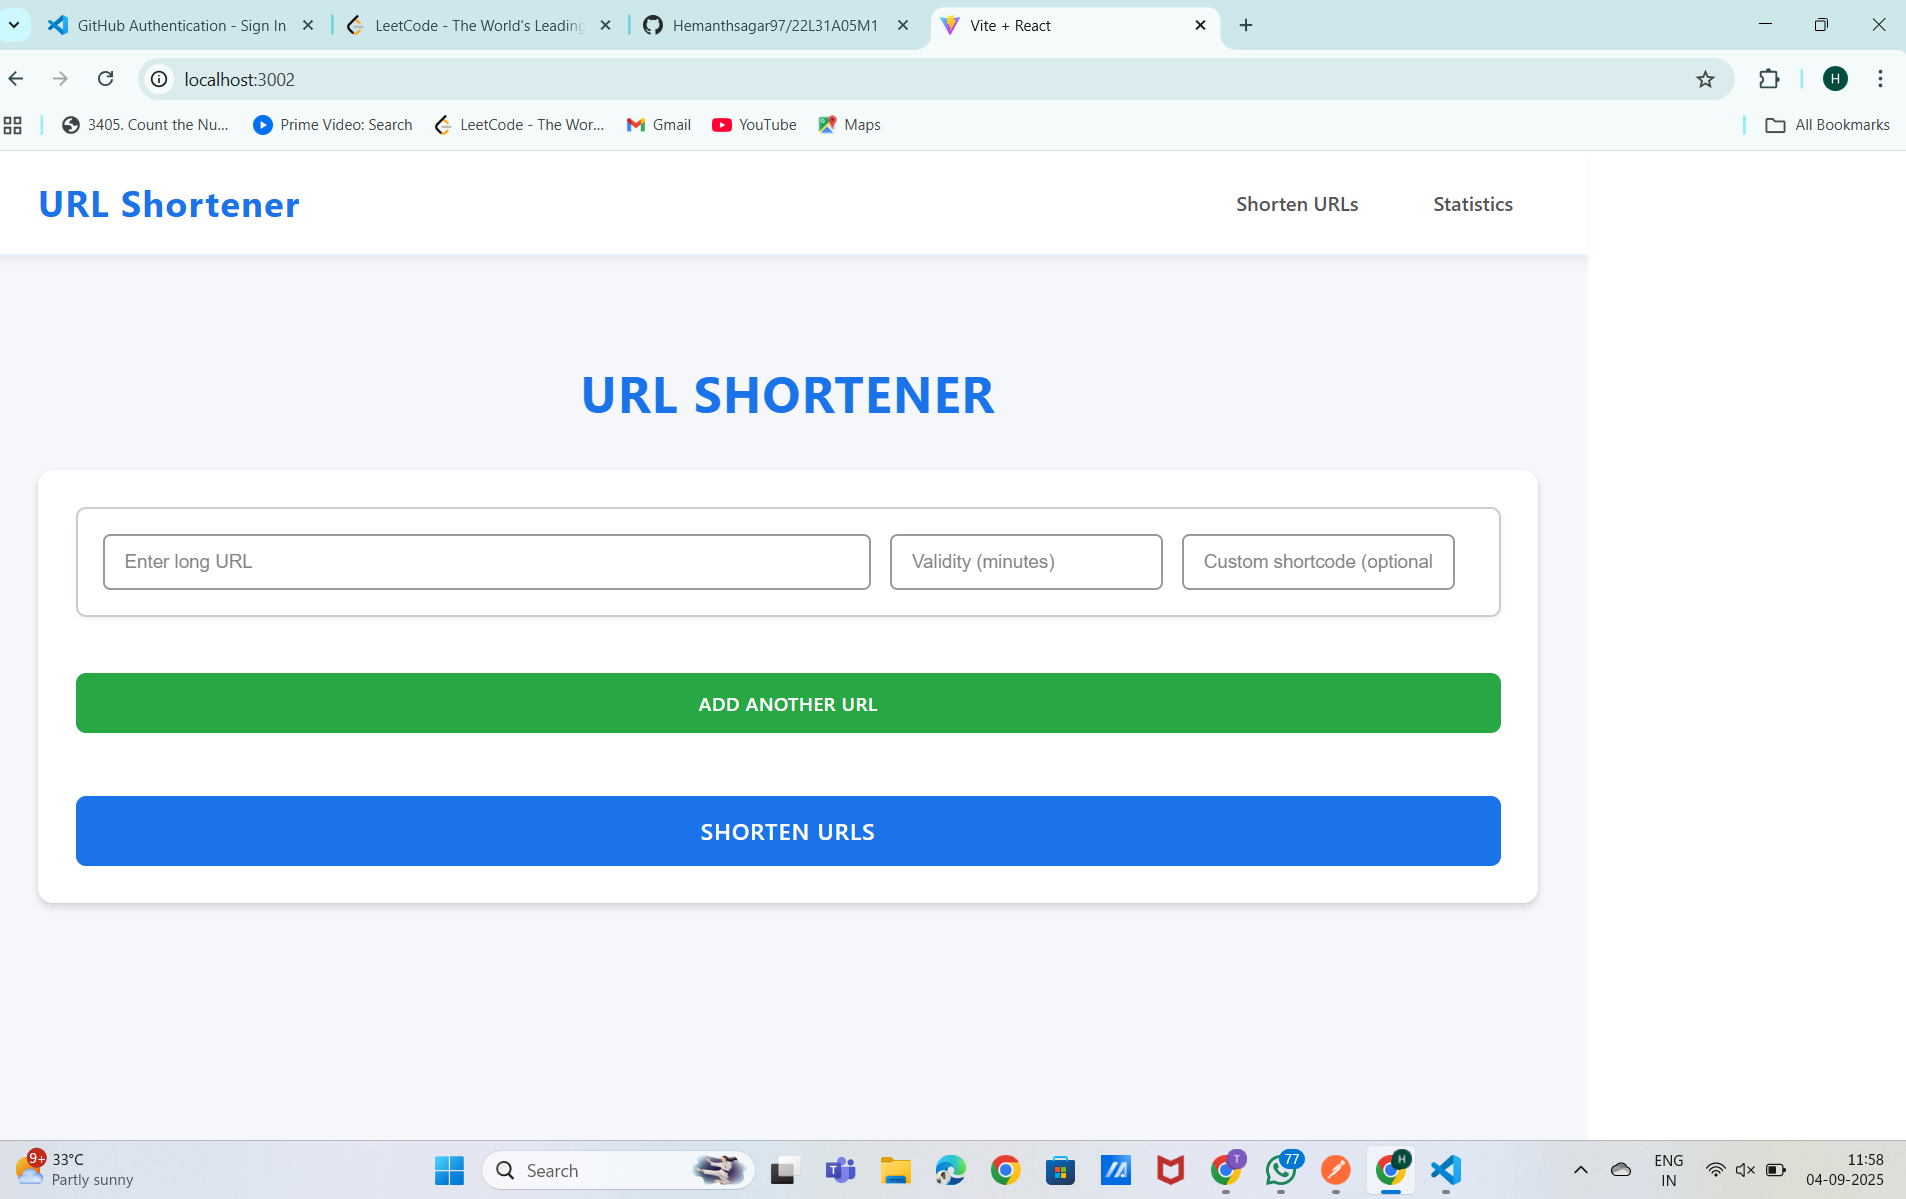 GitHub Authentication - Sign In
LeetCode - The World's Leading
Hemanthsagar97/22L31A05M1
Vite + React
localhost:3002
H
3405. Count the Nu...
Prime Video: Search
LeetCode - The Wor...
Gmail
YouTube
Maps
All Bookmarks
URL Shortener
Shorten URLs
Statistics
URL SHORTENER
Enter long URL
Validity (minutes)
Custom shortcode (optional
ADD ANOTHER URL
SHORTEN URLS
9+
33°C
Partly sunny
Search
T
77
H
ENG
IN
11:58
04-09-2025